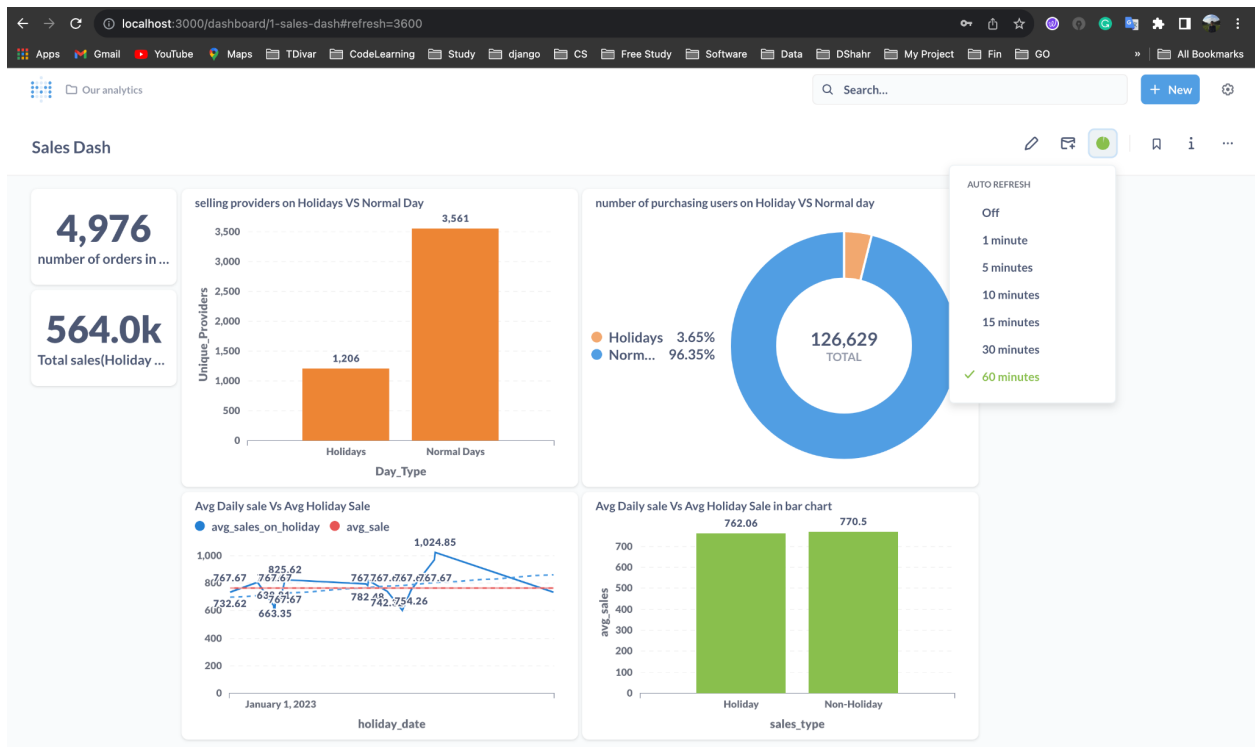 localhost:3000/dashboard/1-sales-dash#refresh=3600
Apps Gmail YouTube Maps TDivar CodeLearning Study django CS Free Study Software Data DShahr My Project Fin GO » All Bookmarks
Our analytics
Search...
+ New
Sales Dash
4,976
number of orders in ...
564.0k
Total sales(Holiday ...
selling providers on Holidays VS Normal Day
3,561
3,500
3,000
2,500
2,000
1,500
1,206
1,000
500
0
Unique_Providers
Holidays Normal Days
Day_Type
number of purchasing users on Holiday VS Normal day
Holidays 3.65%
Norm... 96.35%
126,629
TOTAL
AUTO REFRESH
Off
1 minute
5 minutes
10 minutes
15 minutes
30 minutes
60 minutes
Avg Daily sale Vs Avg Holiday Sale
avg_sales_on_holiday avg_sale
1,024.85
1,000
825.62
767.67 767.67 767.67
732.62 767.67 754.26
663.35
600
400
200
0
January 1, 2023
holiday_date
Avg Daily sale Vs Avg Holiday Sale in bar chart
762.06 770.5
700
600
500
400
300
200
100
0
avg_sales
Holiday Non-Holiday
sales_type